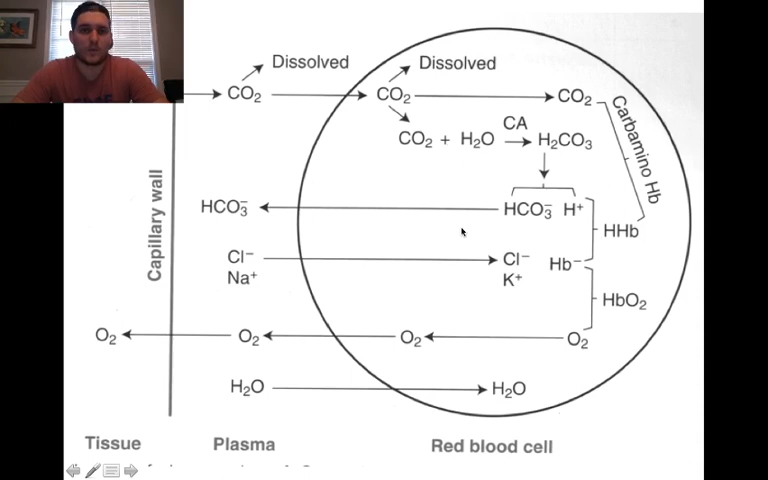 Dissolved
Dissolved
CO₂
CO₂
CO₂
Carbamino Hb
CA
CO₂ + H₂O
H₂CO₃
HCO₃⁻
HCO₃⁻ H⁺
HHb
Cl⁻
Cl⁻
Hb⁻
Na⁺
K⁺
HbO₂
O₂
O₂
O₂
O₂
H₂O
H₂O
Capillary wall
Tissue
Plasma
Red blood cell